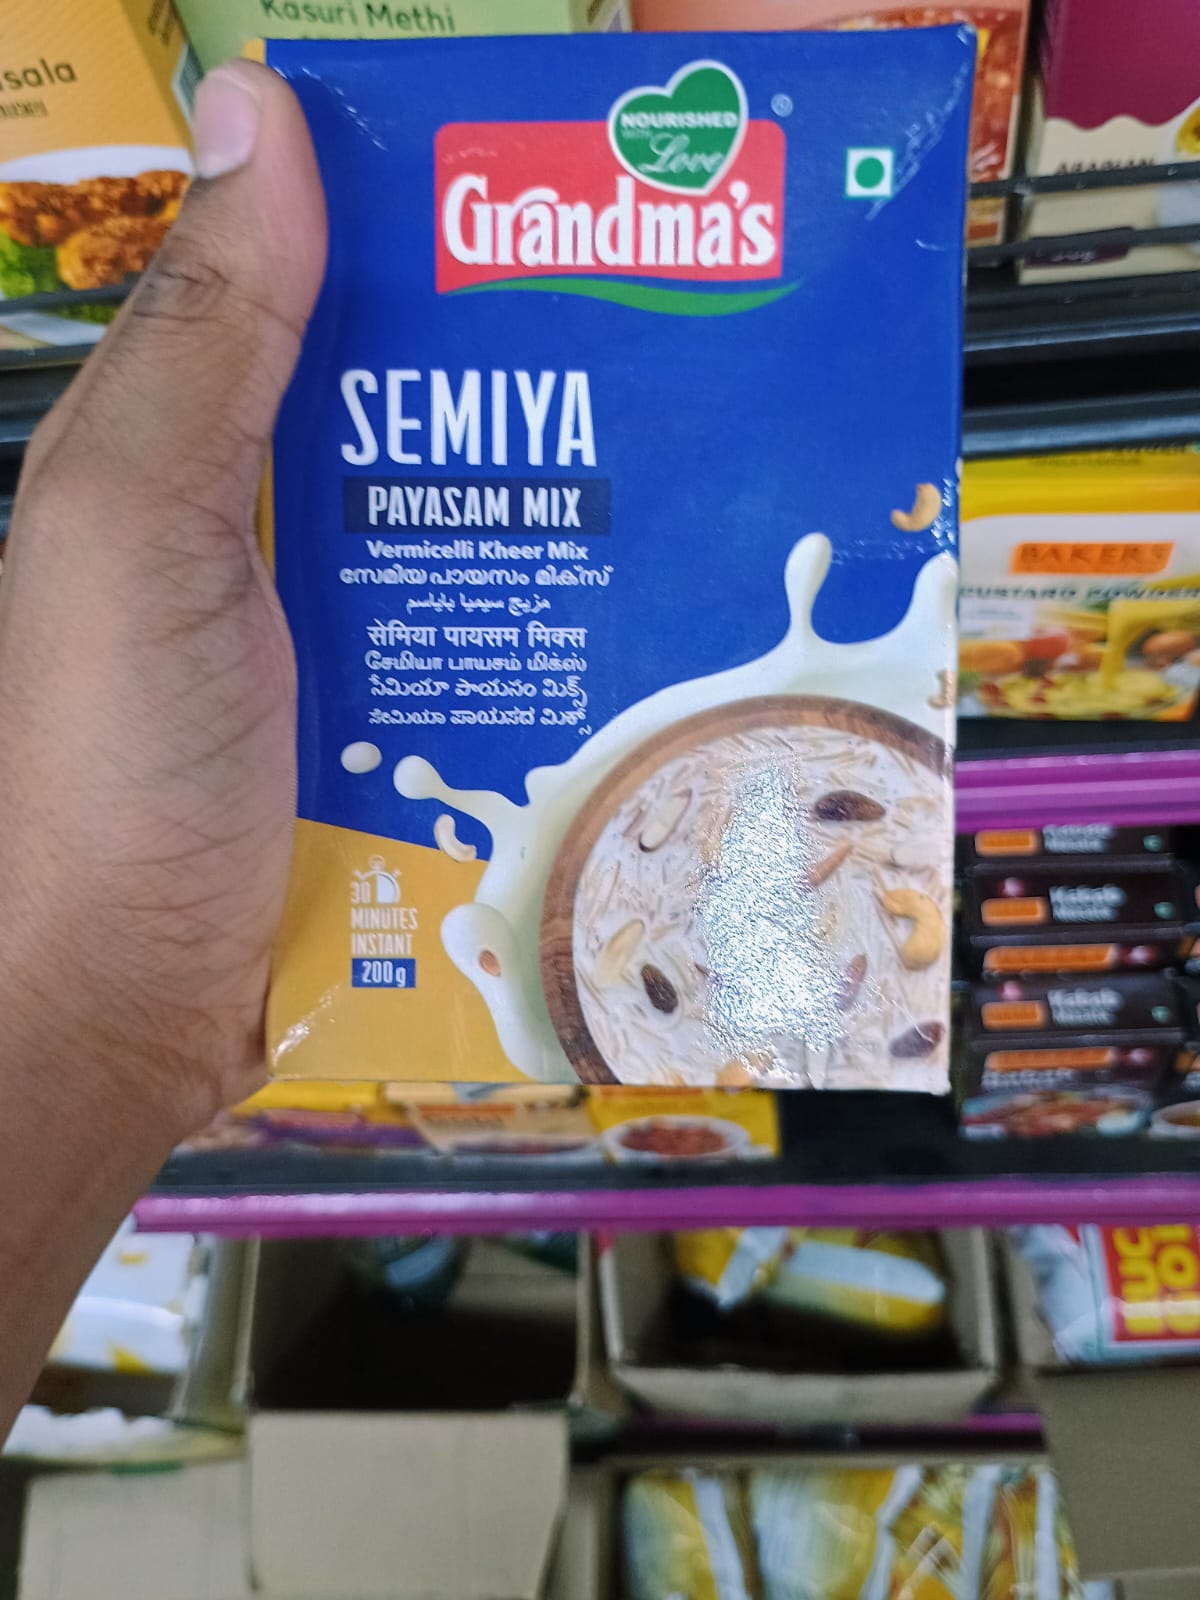 Kasuri Methi
sala
NOURISHED
WITH
Love
®
Grandma's
SEMIYA
PAYASAM MIX
Vermicelli Kheer Mix
സേമിയ പായസം മിക്സ്
مزيج سيميا باياسم
सेमिया पायसम मिक्स
சேமியா பாயசம் மிக்ஸ்
సేమియా పాయసం మిక్స్
ಸೇಮಿಯಾ ಪಾಯಸದ ಮಿಕ್ಸ್
30
MINUTES
INSTANT
200g
ARABIAN
BAKERS
CUSTARD POWDER
Kabab
Masala
Kabab
Masala